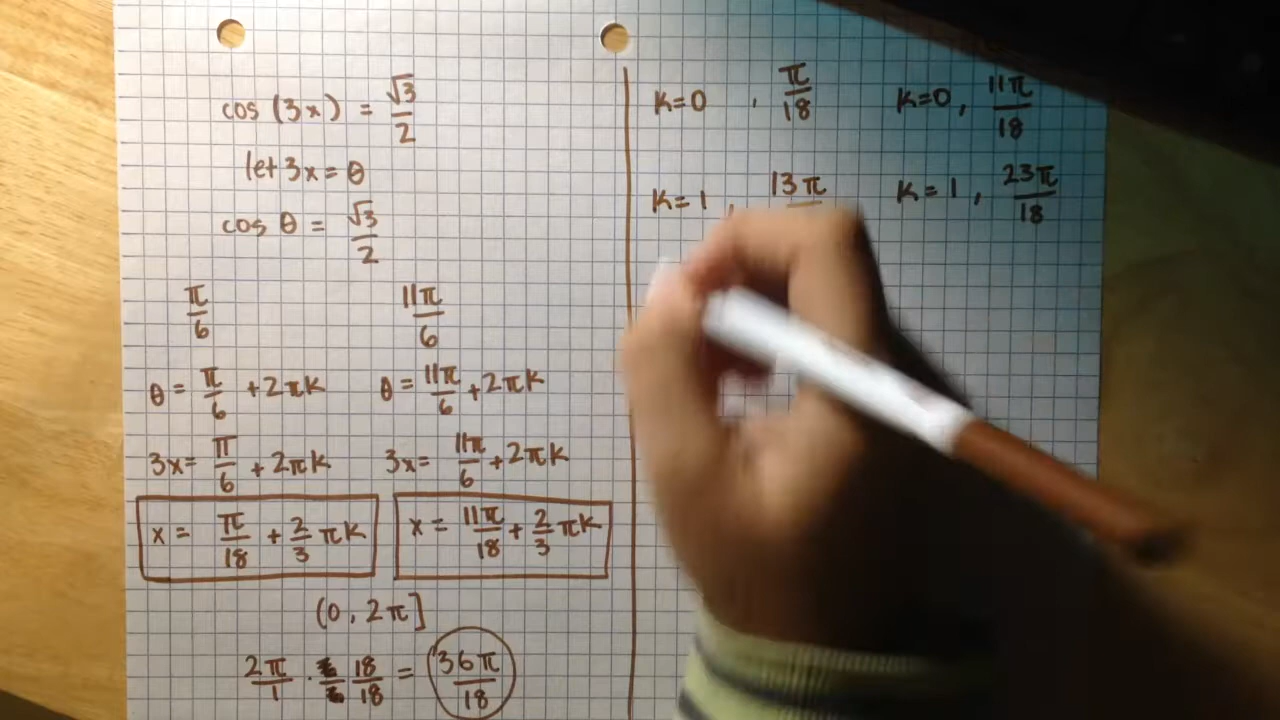 cos (3x) = √3/2
let 3x = θ
cos θ = √3/2
π/6 11π/6
θ = π/6 + 2πk θ = 11π/6 + 2πk
3x = π/6 + 2πk 3x = 11π/6 + 2πk
x = π/18 + 2/3 πk x = 11π/18 + 2/3 πk
(0, 2π]
2π/1 · 18/18 = 36π/18
K=0 , π/18 K=0, 11π/18
K=1 , 13π K=1 , 23π/18